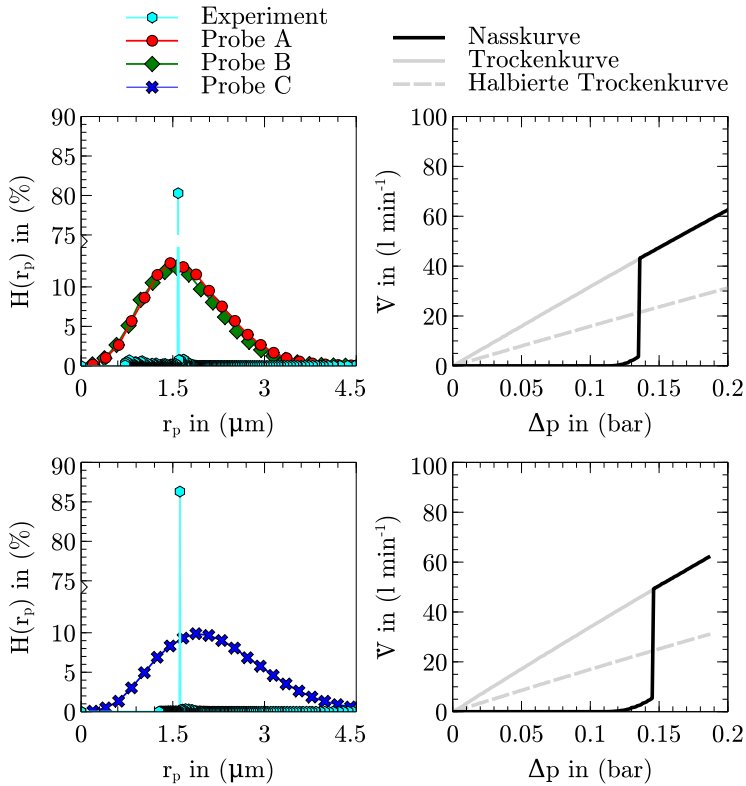 Experiment
Probe A
Probe B
Probe C
Nasskurve
Trockenkurve
Halbierte Trockenkurve
90
85
80
75
10
5
0
H(rₚ) in (%)
0 1.5 3 4.5
rₚ in (µm)
100
80
60
40
20
0
V̇ in (l min⁻¹)
0 0.05 0.1 0.15 0.2
Δp in (bar)
90
85
80
75
10
5
0
H(rₚ) in (%)
0 1.5 3 4.5
rₚ in (µm)
100
80
60
40
20
0
V̇ in (l min⁻¹)
0 0.05 0.1 0.15 0.2
Δp in (bar)